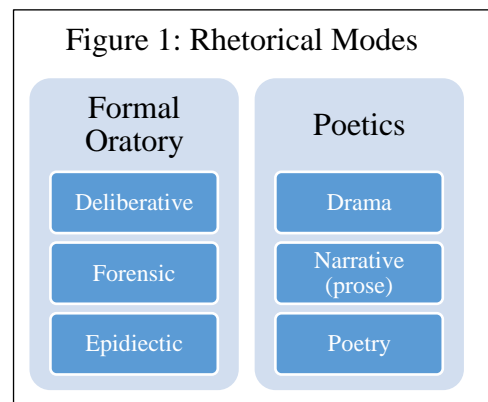 Figure 1: Rhetorical Modes
Formal
Oratory
Deliberative
Forensic
Epidiectic
Poetics
Drama
Narrative
(prose)
Poetry